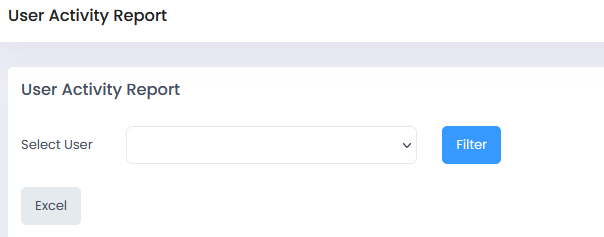 User Activity Report
User Activity Report
Select User
Filter
Excel